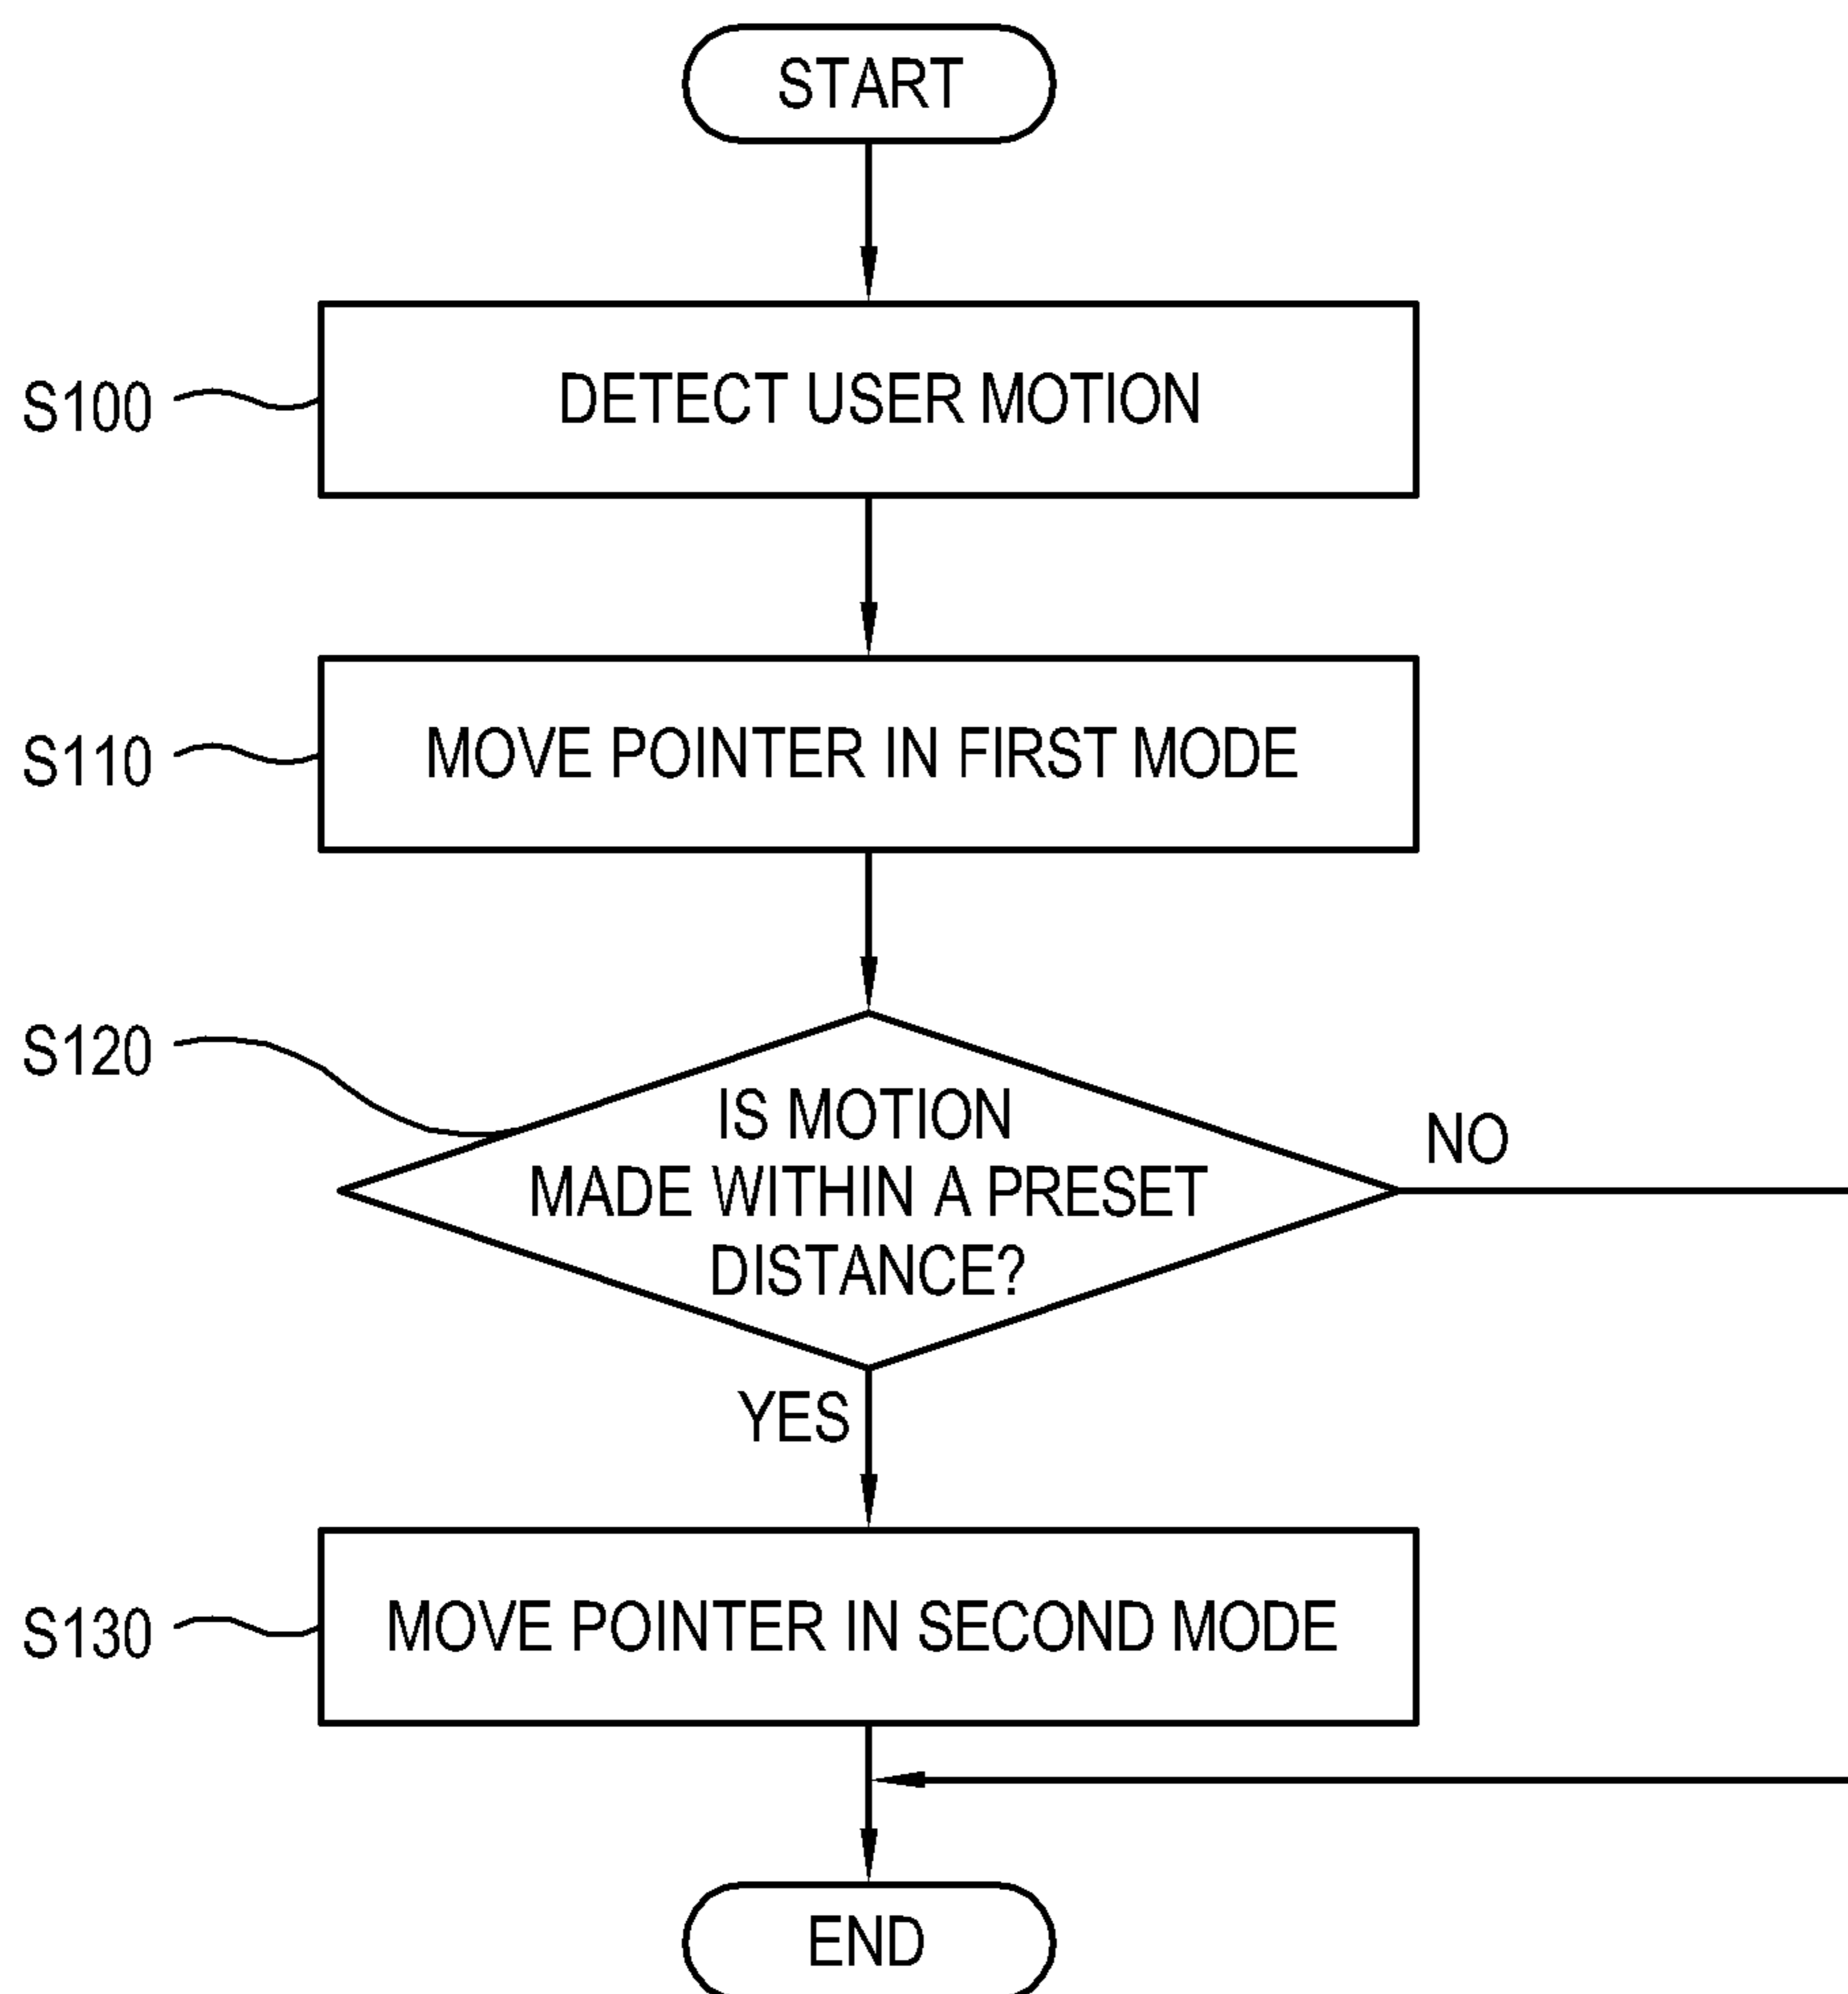 START
S100
DETECT USER MOTION
S110
MOVE POINTER IN FIRST MODE
S120
IS MOTION
MADE WITHIN A PRESET
DISTANCE?
NO
YES
S130
MOVE POINTER IN SECOND MODE
END